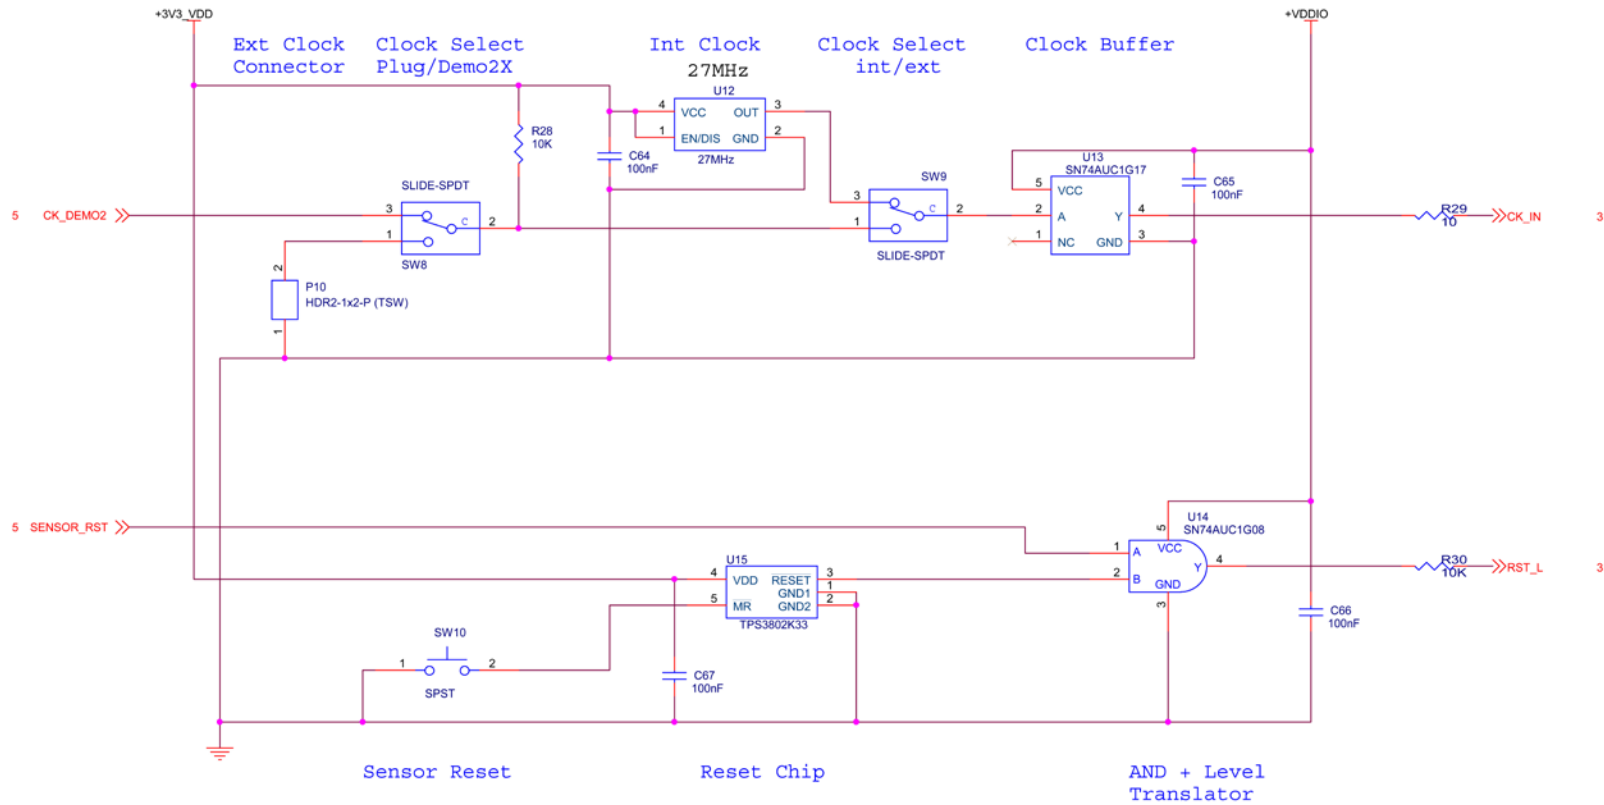 +3V3_VDD
+VDDIO
Ext Clock
Connector
Clock Select
Plug/Demo2X
Int Clock
27MHz
Clock Select
int/ext
Clock Buffer
U12
4 VCC OUT 3
1 EN/DIS GND 2
27MHz
R28
10K
C64
100nF
U13
SN74AUC1G17
5 VCC
2 A Y 4
1 NC GND 3
C65
100nF
SLIDE-SPDT
3 C 2
1
SW8
SW9
3 C 2
1
SLIDE-SPDT
5 CK_DEMO2
R29
10
CK_IN 3
2
P10
HDR2-1x2-P (TSW)
1
5 SENSOR_RST
U14
SN74AUC1G08
5
VCC
1 A
Y 4
2 B
GND
3
R30
10K
RST_L 3
U15
4 VDD RESET 3
GND1 1
5 MR GND2 2
TPS3802K33
C66
100nF
SW10
1 2
SPST
C67
100nF
Sensor Reset
Reset Chip
AND + Level
Translator